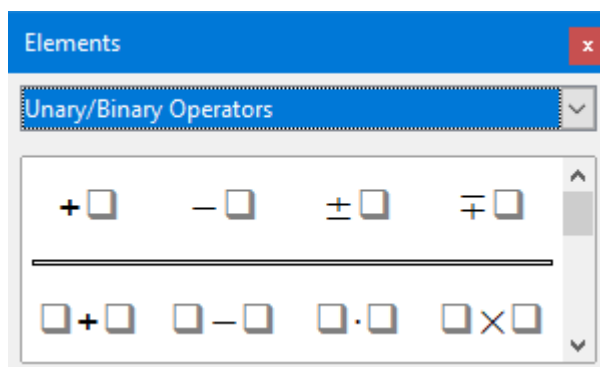 Elements x
Unary/Binary Operators
+□ −□ ±□ ∓□
□+□ □−□ □·□ □×□